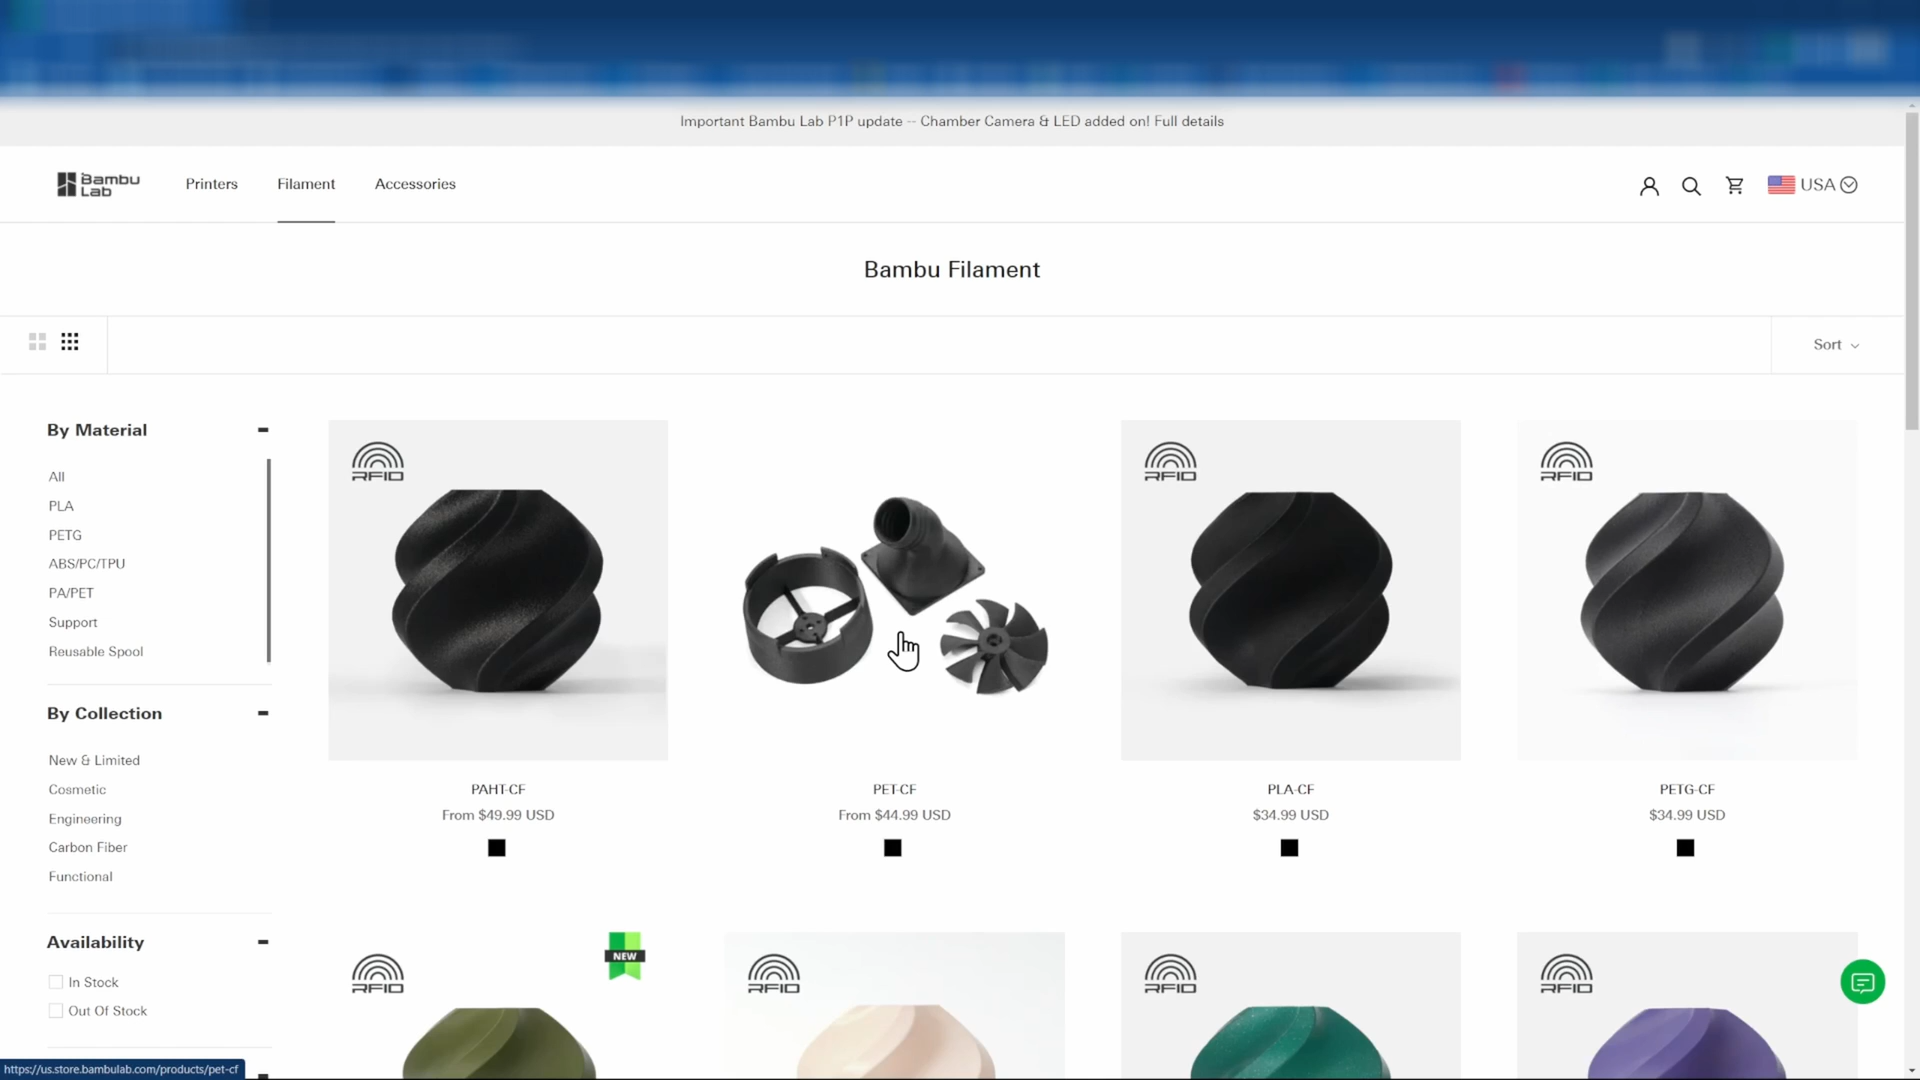 Important Bambu Lab P1P update -- Chamber Camera & LED added on! Full details
Bambu Lab
Printers
Filament
Accessories
USA
Bambu Filament
Sort
By Material
All
PLA
PETG
ABS/PC/TPU
PA/PET
Support
Reusable Spool
By Collection
New & Limited
Cosmetic
Engineering
Carbon Fiber
Functional
Availability
In Stock
Out Of Stock
RFID
PAHT-CF
From $49.99 USD
PET-CF
From $44.99 USD
RFID
PLA-CF
$34.99 USD
RFID
PETG-CF
$34.99 USD
RFID
NEW
RFID
RFID
RFID
https://us.store.bambulab.com/products/pet-cf